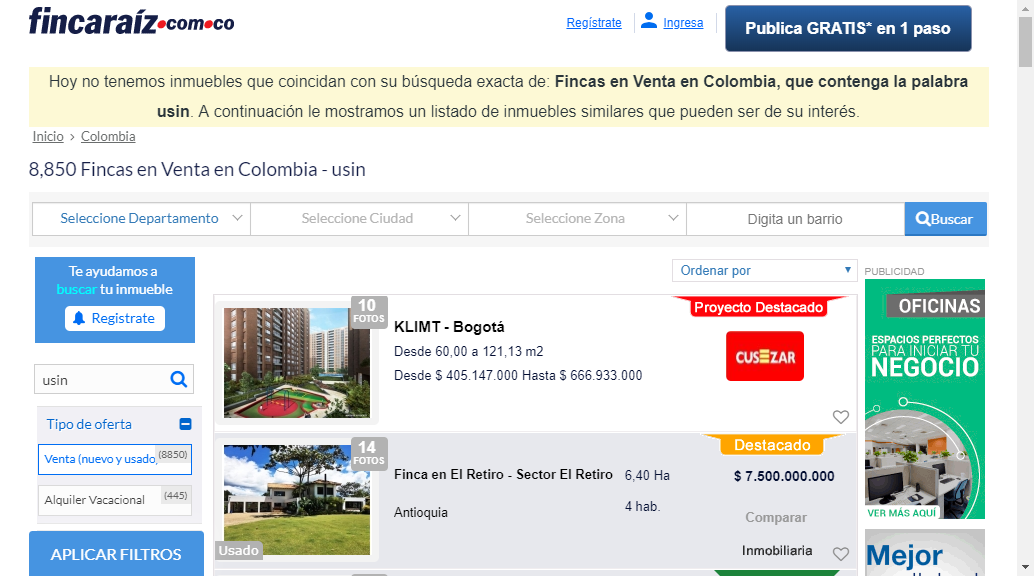 fincaraíz.com.co
Regístrate
Ingresa
Publica GRATIS* en 1 paso
Hoy no tenemos inmuebles que coincidan con su búsqueda exacta de: Fincas en Venta en Colombia, que contenga la palabra
usin. A continuación le mostramos un listado de inmuebles similares que pueden ser de su interés.
Inicio > Colombia
8,850 Fincas en Venta en Colombia - usin
Seleccione Departamento
Seleccione Ciudad
Seleccione Zona
Digita un barrio
Buscar
Te ayudamos a
buscar tu inmueble
Registrate
usin
Tipo de oferta
Venta (nuevo y usado) (8850)
Alquiler Vacacional (445)
APLICAR FILTROS
Ordenar por
10
FOTOS
KLIMT - Bogotá
Desde 60,00 a 121,13 m2
Desde $ 405.147.000 Hasta $ 666.933.000
Proyecto Destacado
CUSEZAR
14
FOTOS
Usado
Finca en El Retiro - Sector El Retiro
Antioquia
6,40 Ha
4 hab.
Destacado
$ 7.500.000.000
Comparar
Inmobiliaria
PUBLICIDAD
OFICINAS
ESPACIOS PERFECTOS
PARA INICIAR TU
NEGOCIO
VER MÁS AQUÍ
Mejor